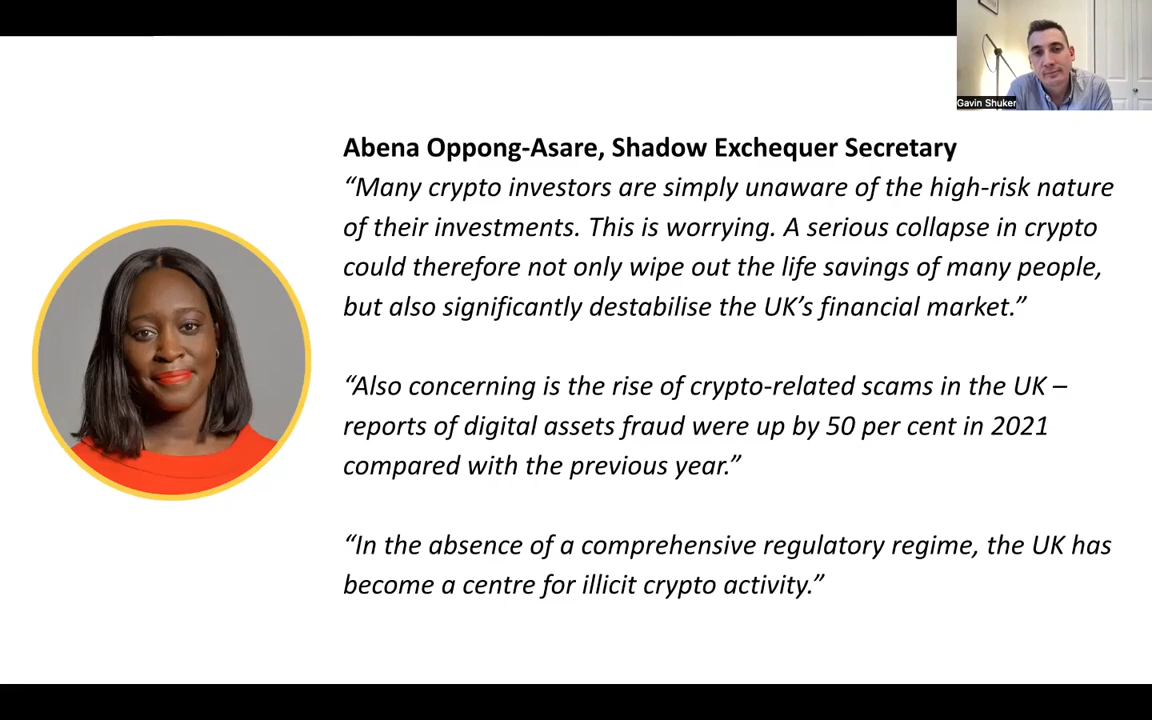 Gavin Shuker
Abena Oppong-Asare, Shadow Exchequer Secretary
“Many crypto investors are simply unaware of the high-risk nature
of their investments. This is worrying. A serious collapse in crypto
could therefore not only wipe out the life savings of many people,
but also significantly destabilise the UK’s financial market.”
“Also concerning is the rise of crypto-related scams in the UK –
reports of digital assets fraud were up by 50 per cent in 2021
compared with the previous year.”
“In the absence of a comprehensive regulatory regime, the UK has
become a centre for illicit crypto activity.”